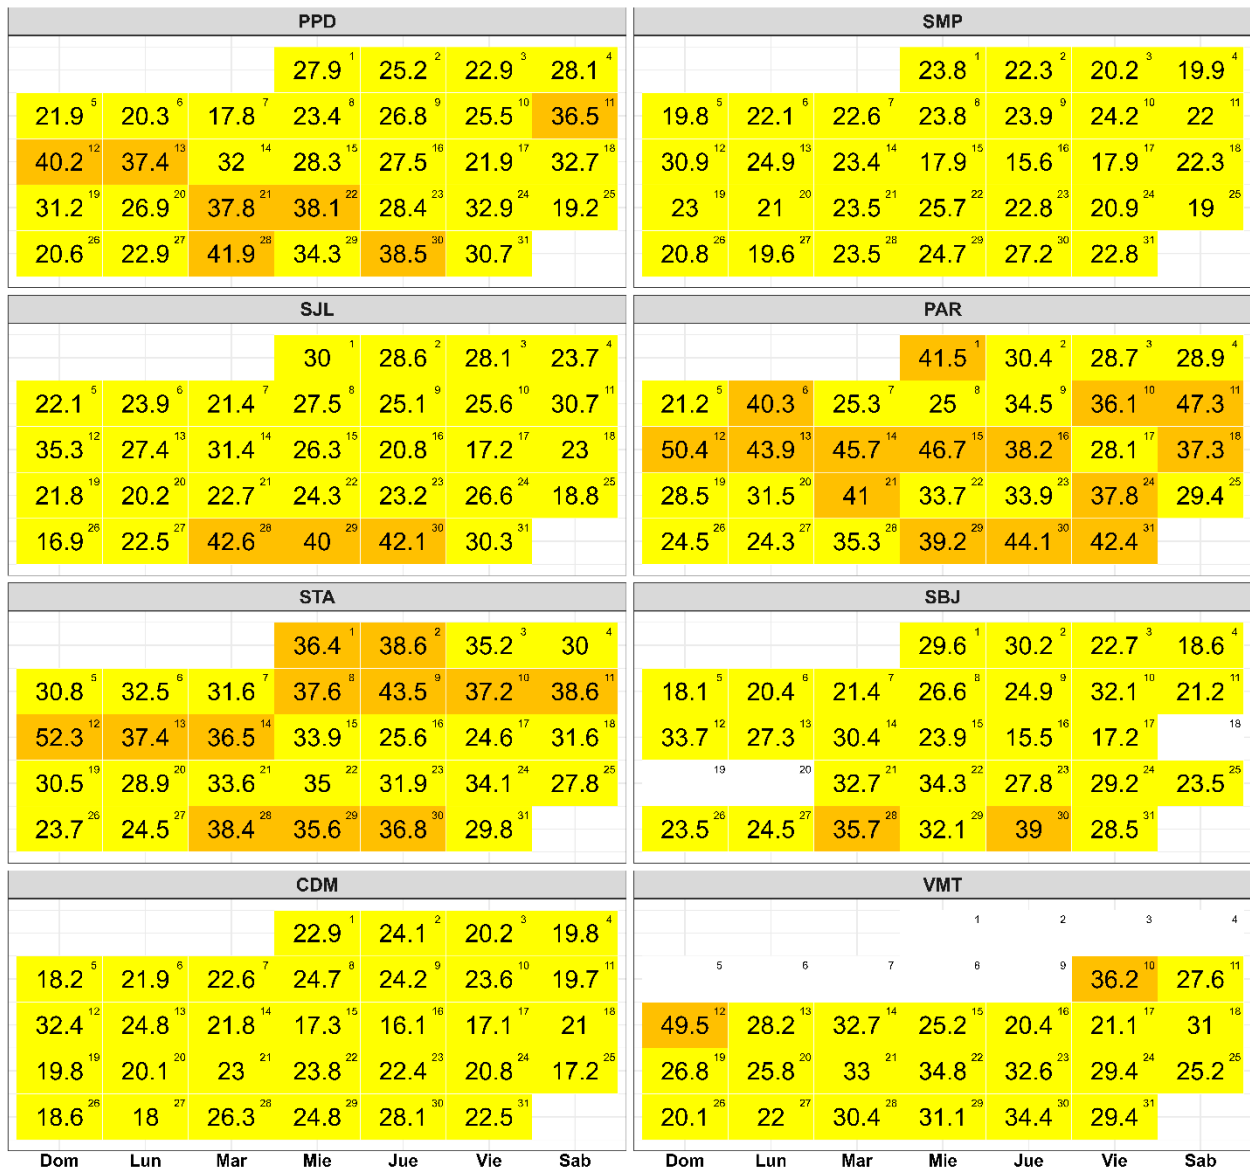 PPD
27.9 1 25.2 2 22.9 3 28.1 4
21.9 5 20.3 6 17.8 7 23.4 8 26.8 9 25.5 10 36.5 11
40.2 12 37.4 13 32 14 28.3 15 27.5 16 21.9 17 32.7 18
31.2 19 26.9 20 37.8 21 38.1 22 28.4 23 32.9 24 19.2 25
20.6 26 22.9 27 41.9 28 34.3 29 38.5 30 30.7 31
SMP
23.8 1 22.3 2 20.2 3 19.9 4
19.8 5 22.1 6 22.6 7 23.8 8 23.9 9 24.2 10 22 11
30.9 12 24.9 13 23.4 14 17.9 15 15.6 16 17.9 17 22.3 18
23 19 21 20 23.5 21 25.7 22 22.8 23 20.9 24 19 25
20.8 26 19.6 27 23.5 28 24.7 29 27.2 30 22.8 31
SJL
30 1 28.6 2 28.1 3 23.7 4
22.1 5 23.9 6 21.4 7 27.5 8 25.1 9 25.6 10 30.7 11
35.3 12 27.4 13 31.4 14 26.3 15 20.8 16 17.2 17 23 18
21.8 19 20.2 20 22.7 21 24.3 22 23.2 23 26.6 24 18.8 25
16.9 26 22.5 27 42.6 28 40 29 42.1 30 30.3 31
PAR
41.5 1 30.4 2 28.7 3 28.9 4
21.2 5 40.3 6 25.3 7 25 8 34.5 9 36.1 10 47.3 11
50.4 12 43.9 13 45.7 14 46.7 15 38.2 16 28.1 17 37.3 18
28.5 19 31.5 20 41 21 33.7 22 33.9 23 37.8 24 29.4 25
24.5 26 24.3 27 35.3 28 39.2 29 44.1 30 42.4 31
STA
36.4 1 38.6 2 35.2 3 30 4
30.8 5 32.5 6 31.6 7 37.6 8 43.5 9 37.2 10 38.6 11
52.3 12 37.4 13 36.5 14 33.9 15 25.6 16 24.6 17 31.6 18
30.5 19 28.9 20 33.6 21 35 22 31.9 23 34.1 24 27.8 25
23.7 26 24.5 27 38.4 28 35.6 29 36.8 30 29.8 31
SBJ
29.6 1 30.2 2 22.7 3 18.6 4
18.1 5 20.4 6 21.4 7 26.6 8 24.9 9 32.1 10 21.2 11
33.7 12 27.3 13 30.4 14 23.9 15 15.5 16 17.2 17 18
19 20 32.7 21 34.3 22 27.8 23 29.2 24 23.5 25
23.5 26 24.5 27 35.7 28 32.1 29 39 30 28.5 31
CDM
22.9 1 24.1 2 20.2 3 19.8 4
18.2 5 21.9 6 22.6 7 24.7 8 24.2 9 23.6 10 19.7 11
32.4 12 24.8 13 21.8 14 17.3 15 16.1 16 17.1 17 21 18
19.8 19 20.1 20 23 21 23.8 22 22.4 23 20.8 24 17.2 25
18.6 26 18 27 26.3 28 24.8 29 28.1 30 22.5 31
Dom Lun Mar Mie Jue Vie Sab
VMT
1 2 3 4
5 6 7 8 9 36.2 10 27.6 11
49.5 12 28.2 13 32.7 14 25.2 15 20.4 16 21.1 17 31 18
26.8 19 25.8 20 33 21 34.8 22 32.6 23 29.4 24 25.2 25
20.1 26 22 27 30.4 28 31.1 29 34.4 30 29.4 31
Dom Lun Mar Mie Jue Vie Sab